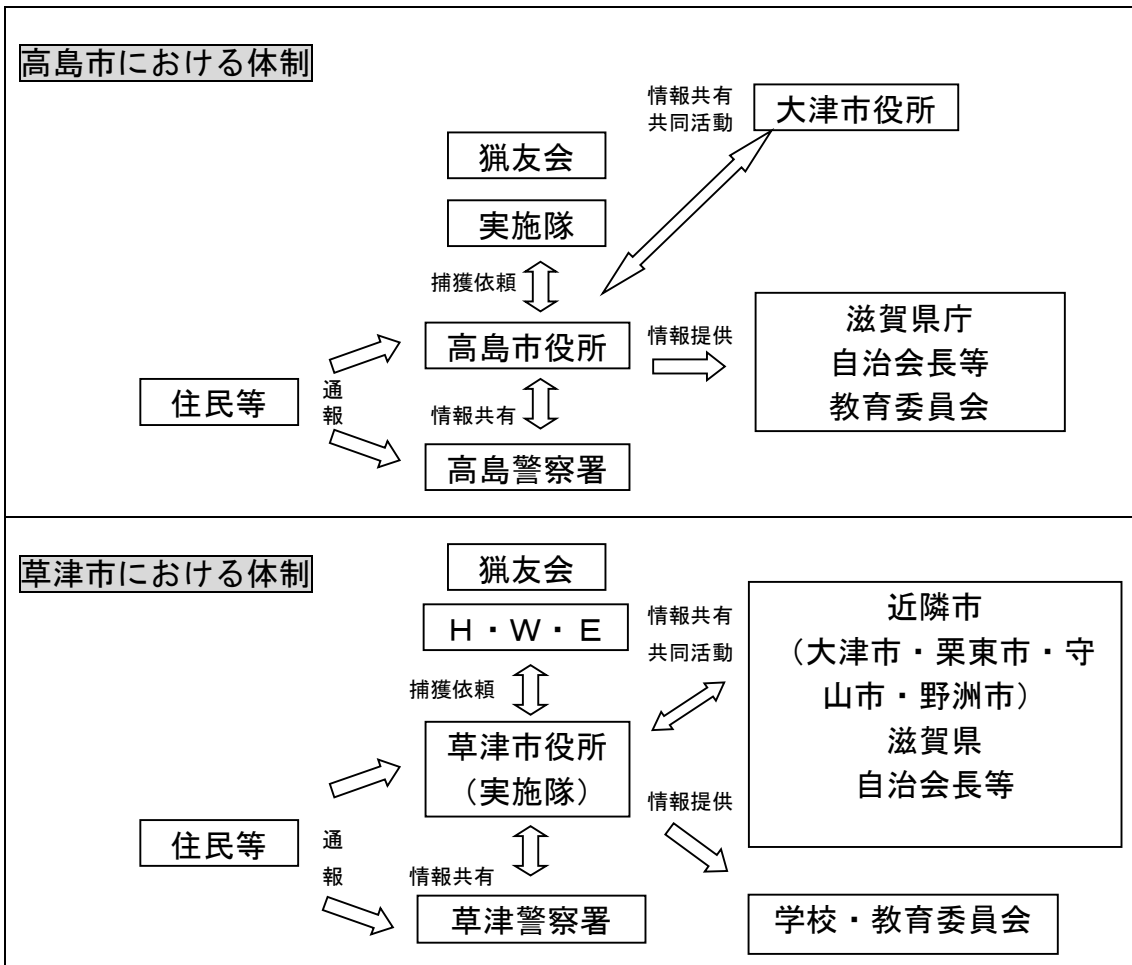 高島市における体制
情報共有
共同活動
大津市役所
猟友会
実施隊
捕獲依頼
高島市役所
情報提供
滋賀県庁
自治会長等
教育委員会
住民等
通
報
情報共有
高島警察署
草津市における体制
猟友会
H・W・E
情報共有
共同活動
近隣市
(大津市・栗東市・守
山市・野洲市)
滋賀県
自治会長等
捕獲依頼
草津市役所
(実施隊)
情報提供
住民等
通
報
情報共有
草津警察署
学校・教育委員会